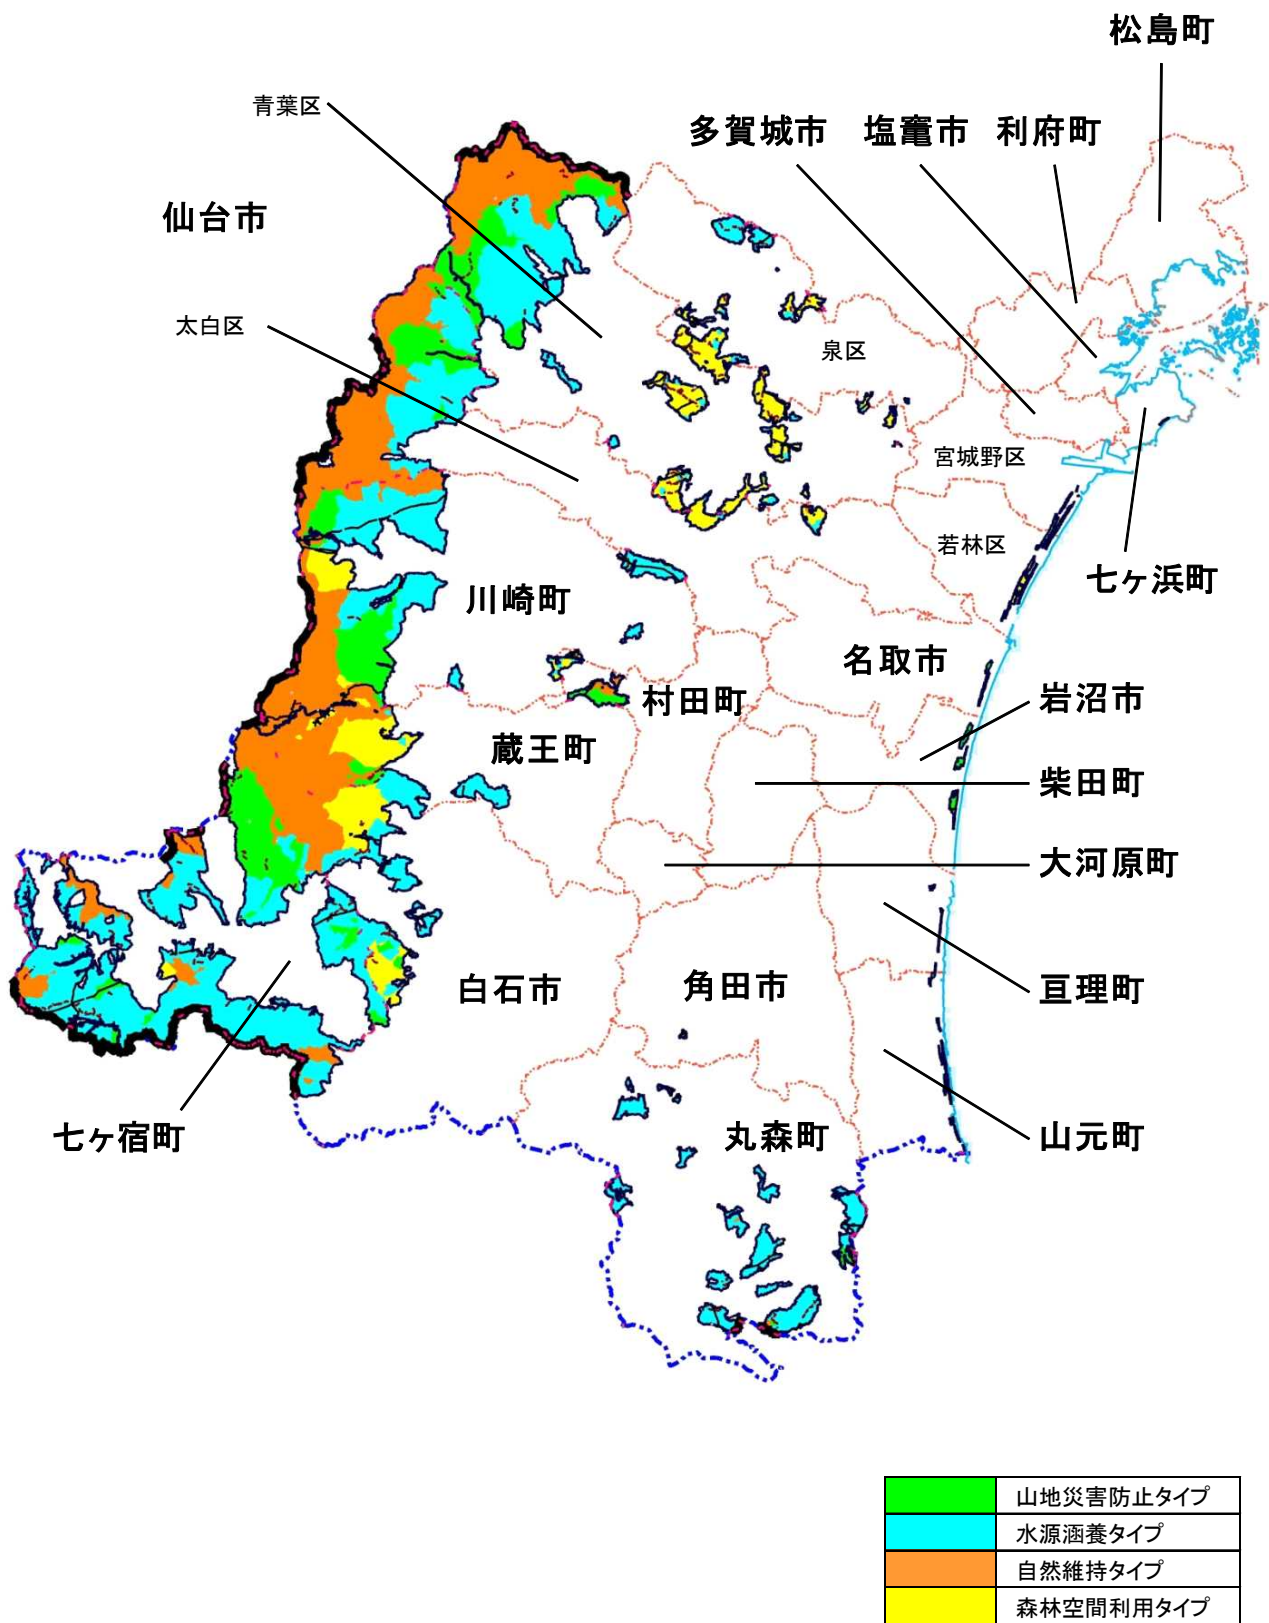 松島町
青葉区
多賀城市
塩竈市
利府町
仙台市
太白区
泉区
宮城野区
若林区
七ヶ浜町
川崎町
名取市
村田町
岩沼市
蔵王町
柴田町
大河原町
白石市
角田市
亘理町
七ヶ宿町
丸森町
山元町
山地災害防止タイプ
水源涵養タイプ
自然維持タイプ
森林空間利用タイプ